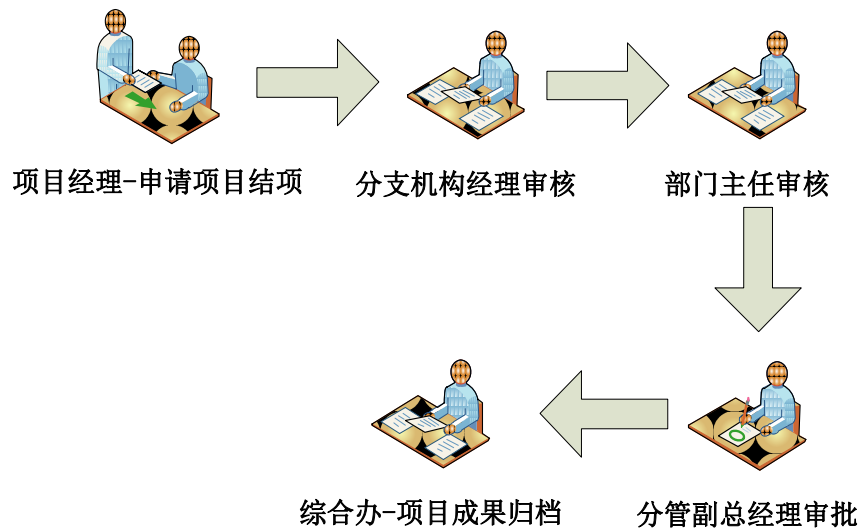 项目经理-申请项目结项
分支机构经理审核
部门主任审核
综合办-项目成果归档
分管副总经理审批